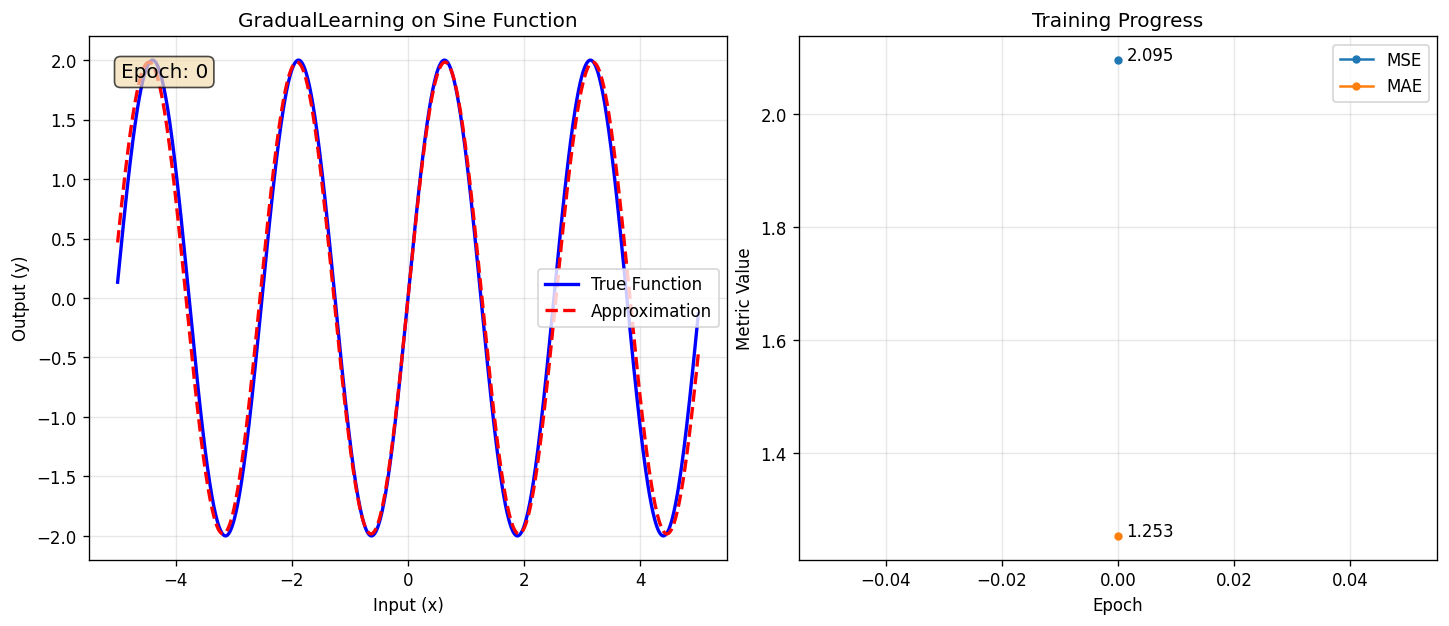 GradualLearning on Sine Function
Epoch: 0
2.0
1.5
1.0
0.5
0.0
−0.5
−1.0
−1.5
−2.0
Output (y)
True Function
Approximation
−4
−2
0
2
4
Input (x)
Training Progress
2.095
MSE
MAE
2.0
1.8
1.6
1.4
Metric Value
1.253
−0.04
−0.02
0.00
0.02
0.04
Epoch